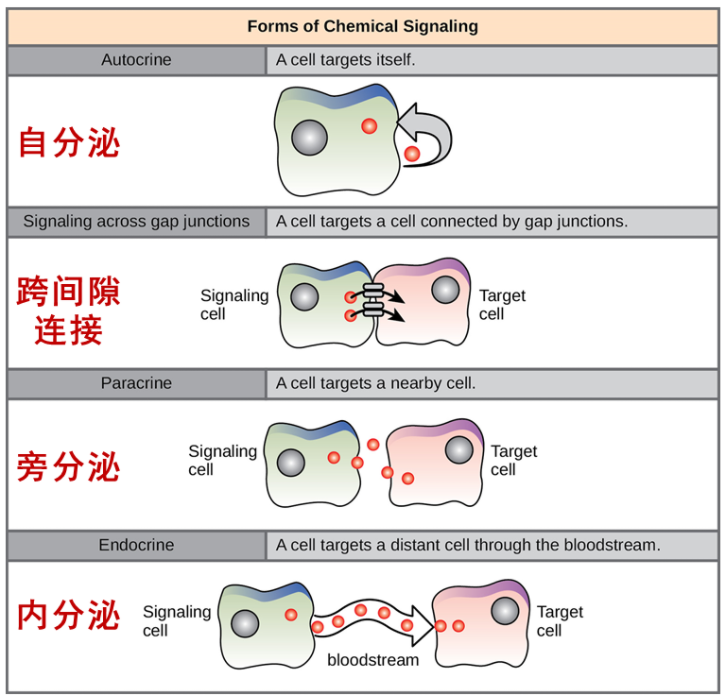 Forms of Chemical Signaling
Autocrine
A cell targets itself.
自分泌
Signaling across gap junctions
A cell targets a cell connected by gap junctions.
跨间隙
连接
Signaling
cell
Target
cell
Paracrine
A cell targets a nearby cell.
旁分泌
Signaling
cell
Target
cell
Endocrine
A cell targets a distant cell through the bloodstream.
内分泌
Signaling
cell
bloodstream
Target
cell